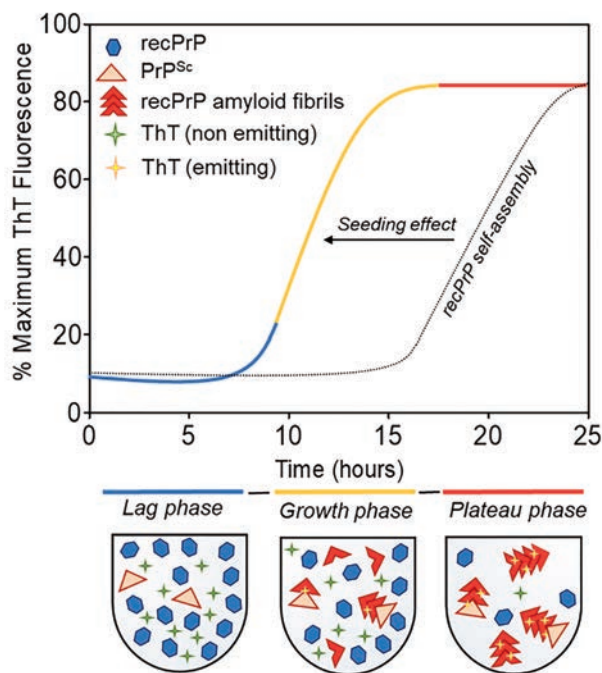 % Maximum ThT Fluorescence
100
80
60
40
20
0
recPrP
PrPSc
recPrP amyloid fibrils
ThT (non emitting)
ThT (emitting)
Seeding effect
recPrP self-assembly
0 5 10 15 20 25
Time (hours)
Lag phase Growth phase Plateau phase